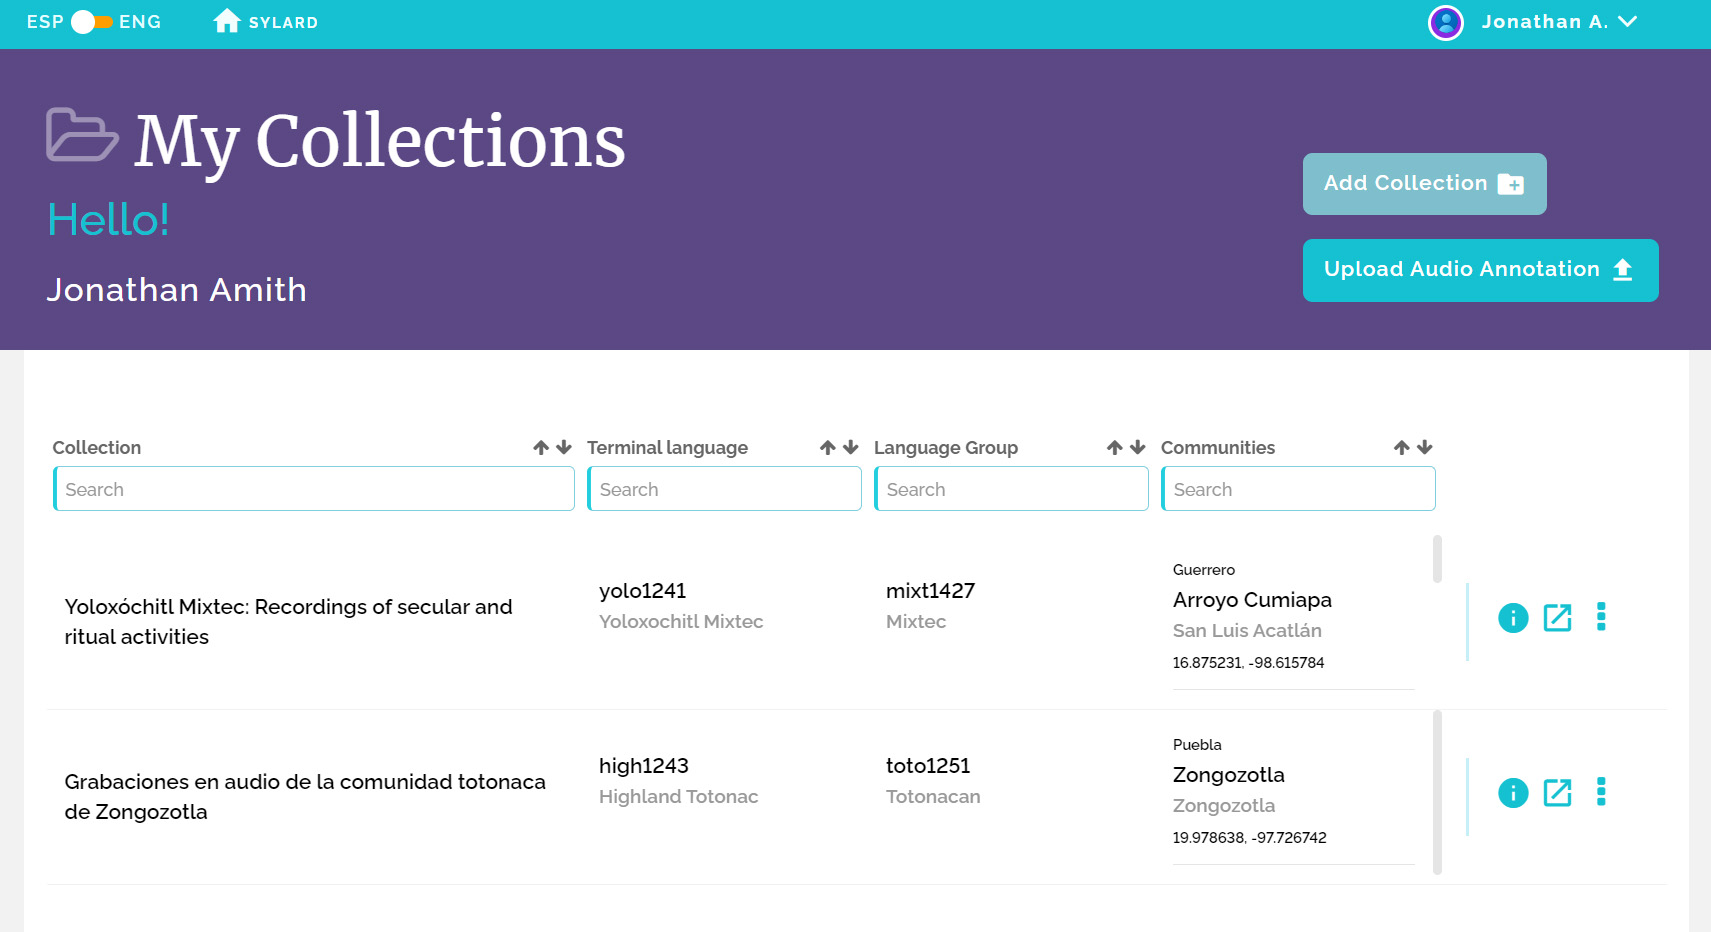 ESP ENG SYLARD Jonathan A.
My Collections
Hello!
Jonathan Amith
Add Collection
Upload Audio Annotation
Collection Terminal language Language Group Communities
Search Search Search Search
Yoloxóchitl Mixtec: Recordings of secular and
ritual activities
yolo1241
Yoloxochitl Mixtec
mixt1427
Mixtec
Guerrero
Arroyo Cumiapa
San Luis Acatlán
16.875231, -98.615784
Grabaciones en audio de la comunidad totonaca
de Zongozotla
high1243
Highland Totonac
toto1251
Totonacan
Puebla
Zongozotla
Zongozotla
19.978638, -97.726742